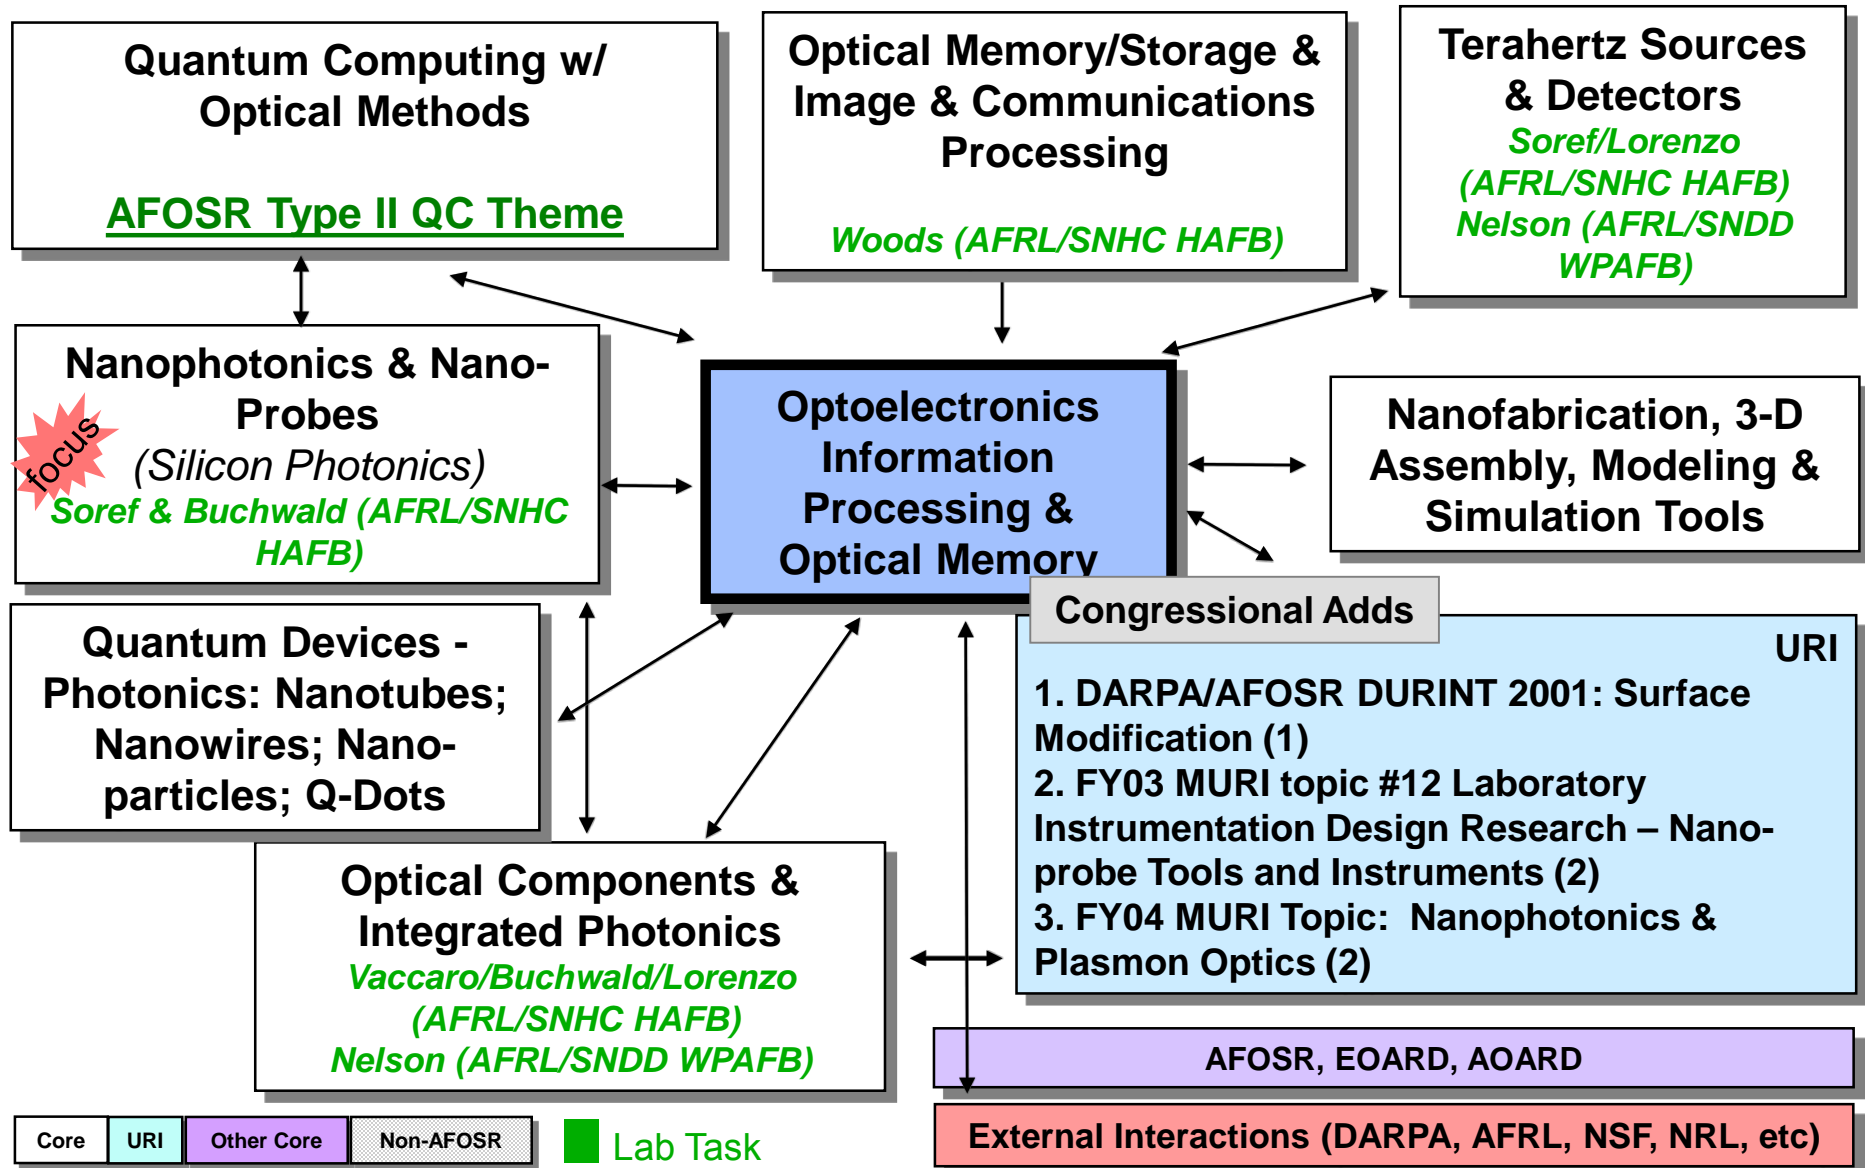 Quantum Computing w/
Optical Methods
AFOSR Type II QC Theme
Optical Memory/Storage &
Image & Communications
Processing
Woods (AFRL/SNHC HAFB)
Terahertz Sources
& Detectors
Soref/Lorenzo
(AFRL/SNHC HAFB)
Nelson (AFRL/SNDD
WPAFB)
Nanophotonics & Nano-
Probes
(Silicon Photonics)
Soref & Buchwald (AFRL/SNHC
HAFB)
focus
Optoelectronics
Information
Processing &
Optical Memory
Nanofabrication, 3-D
Assembly, Modeling &
Simulation Tools
Congressional Adds
URI
1. DARPA/AFOSR DURINT 2001: Surface
Modification (1)
2. FY03 MURI topic #12 Laboratory
Instrumentation Design Research – Nano-
probe Tools and Instruments (2)
3. FY04 MURI Topic:  Nanophotonics &
Plasmon Optics (2)
Quantum Devices -
Photonics: Nanotubes;
Nanowires; Nano-
particles; Q-Dots
Optical Components &
Integrated Photonics
Vaccaro/Buchwald/Lorenzo
(AFRL/SNHC HAFB)
Nelson (AFRL/SNDD WPAFB)
AFOSR, EOARD, AOARD
External Interactions (DARPA, AFRL, NSF, NRL, etc)
Core
URI
Other Core
Non-AFOSR
Lab Task